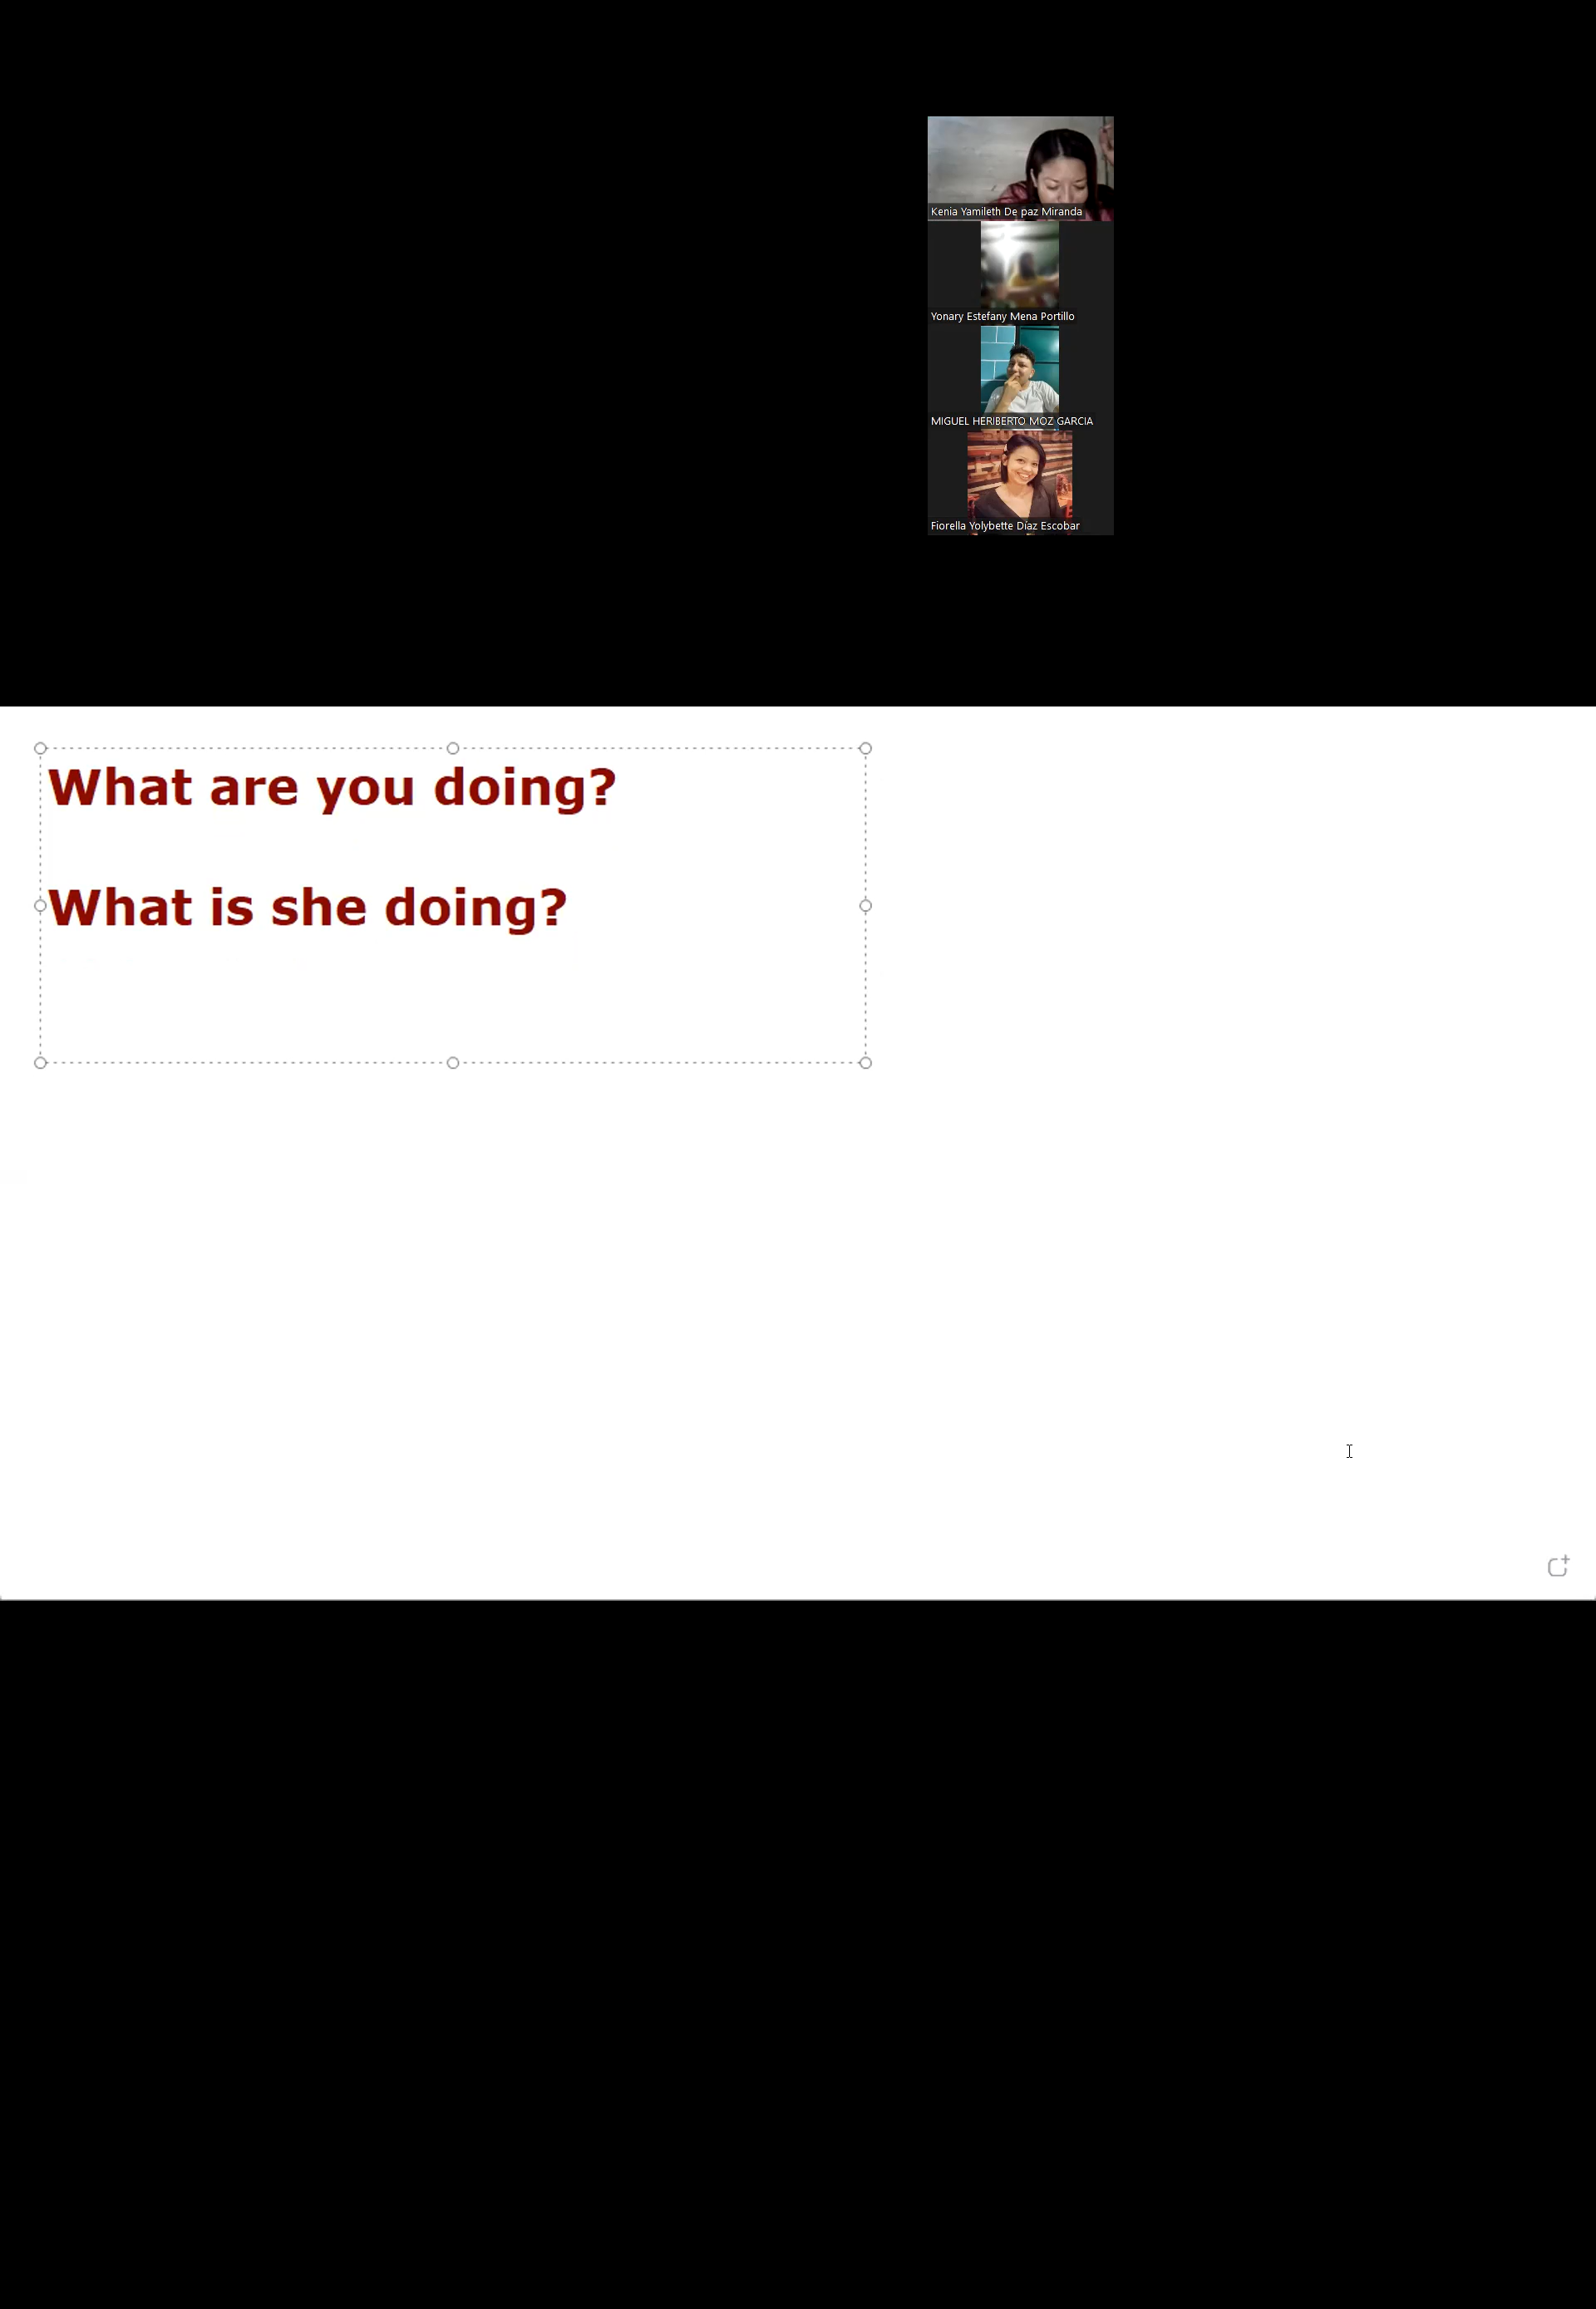 Kenia Yamileth De paz Miranda
Yonary Estefany Mena Portillo
MIGUEL HERIBERTO MOZ GARCIA
Fiorella Yolybette Díaz Escobar
What are you doing?
What is she doing?